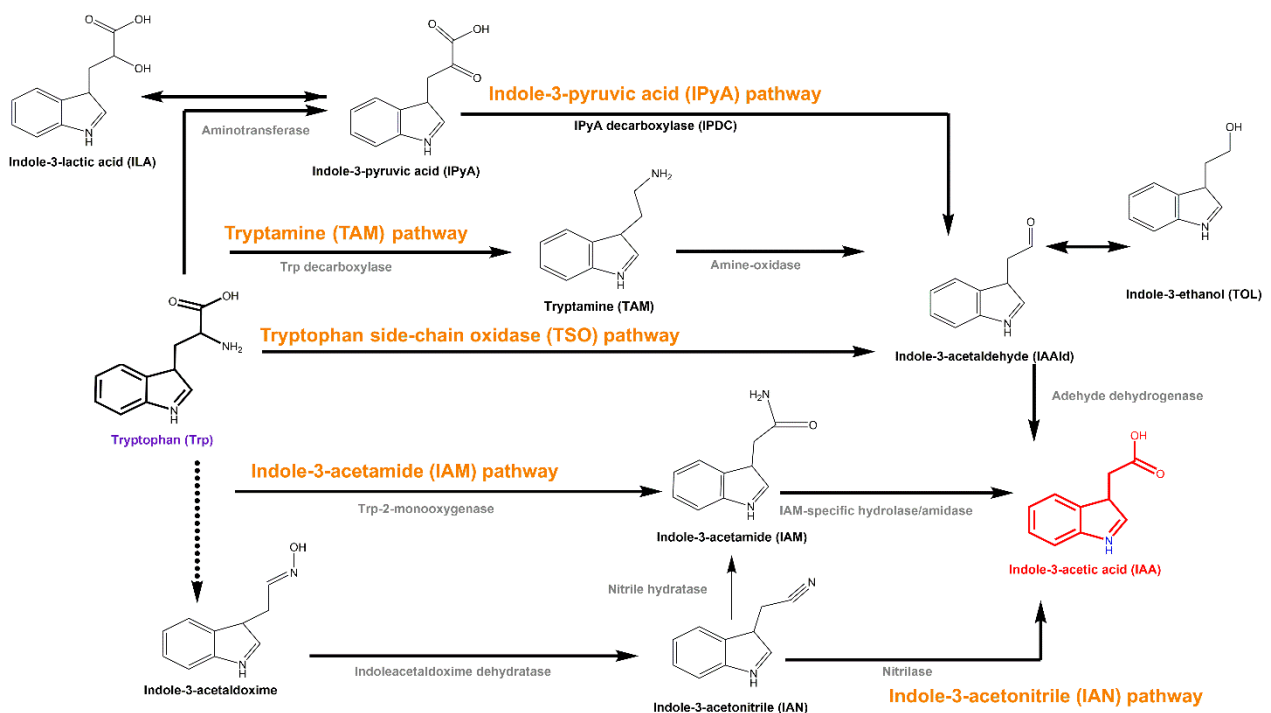 O
OH
OH
N
H
Indole-3-lactic acid (ILA)
Aminotransferase
O
OH
O
N
H
Indole-3-pyruvic acid (IPyA)
Indole-3-pyruvic acid (IPyA) pathway
IPyA decarboxylase (IPDC)
OH
N
H
Indole-3-ethanol (TOL)
Tryptamine (TAM) pathway
Trp decarboxylase
NH2
N
H
Tryptamine (TAM)
Amine-oxidase
O
N
H
Indole-3-acetaldehyde (IAAld)
O
OH
NH2
N
H
Tryptophan (Trp)
Tryptophan side-chain oxidase (TSO) pathway
Adehyde dehydrogenase
Indole-3-acetamide (IAM) pathway
Trp-2-monooxygenase
H2N
O
N
H
Indole-3-acetamide (IAM)
IAM-specific hydrolase/amidase
OH
O
N
H
Indole-3-acetic acid (IAA)
OH
N
N
H
Indole-3-acetaldoxime
Indoleacetaldoxime dehydratase
Nitrile hydratase
N
N
H
Indole-3-acetonitrile (IAN)
Nitrilase
Indole-3-acetonitrile (IAN) pathway